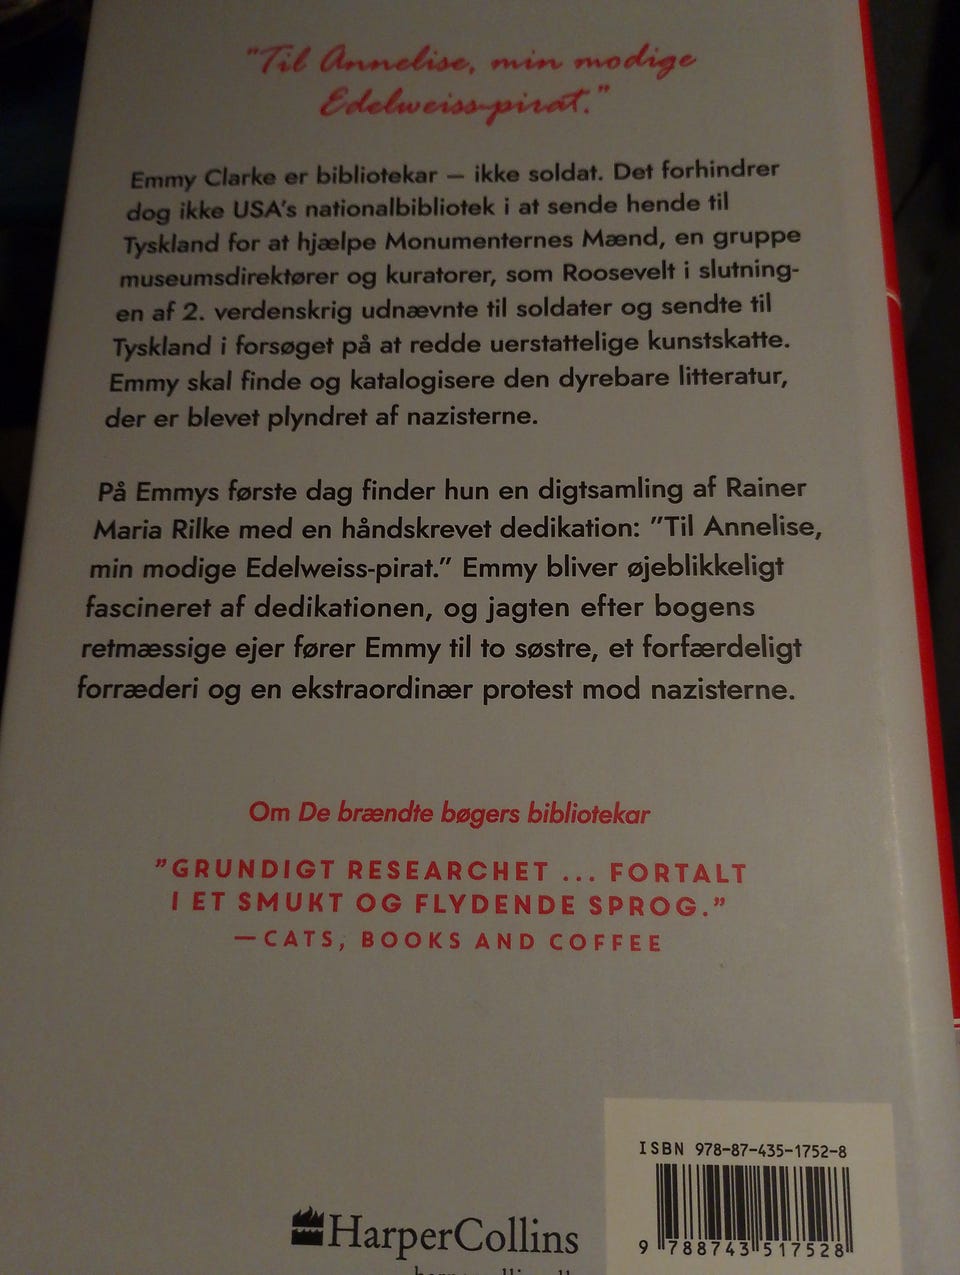 "Til Annelise, min modige
Edelweiss-pirat."
Emmy Clarke er bibliotekar – ikke soldat. Det forhindrer
dog ikke USA's nationalbibliotek i at sende hende til
Tyskland for at hjælpe Monumenternes Mænd, en gruppe
museumsdirektører og kuratorer, som Roosevelt i slutning-
en af 2. verdenskrig udnævnte til soldater og sendte til
Tyskland i forsøget på at redde uerstattelige kunstskatte.
Emmy skal finde og katalogisere den dyrebare litteratur,
der er blevet plyndret af nazisterne.
På Emmys første dag finder hun en digtsamling af Rainer
Maria Rilke med en håndskrevet dedikation: "Til Annelise,
min modige Edelweiss-pirat." Emmy bliver øjeblikkeligt
fascineret af dedikationen, og jagten efter bogens
retmæssige ejer fører Emmy til to søstre, et forfærdeligt
forræderi og en ekstraordinær protest mod nazisterne.
Om De brændte bøgers bibliotekar
"GRUNDIGT RESEARCHET ... FORTALT
I ET SMUKT OG FLYDENDE SPROG."
—CATS, BOOKS AND COFFEE
ISBN 978-87-435-1752-8
HarperCollins
9 788743 517528